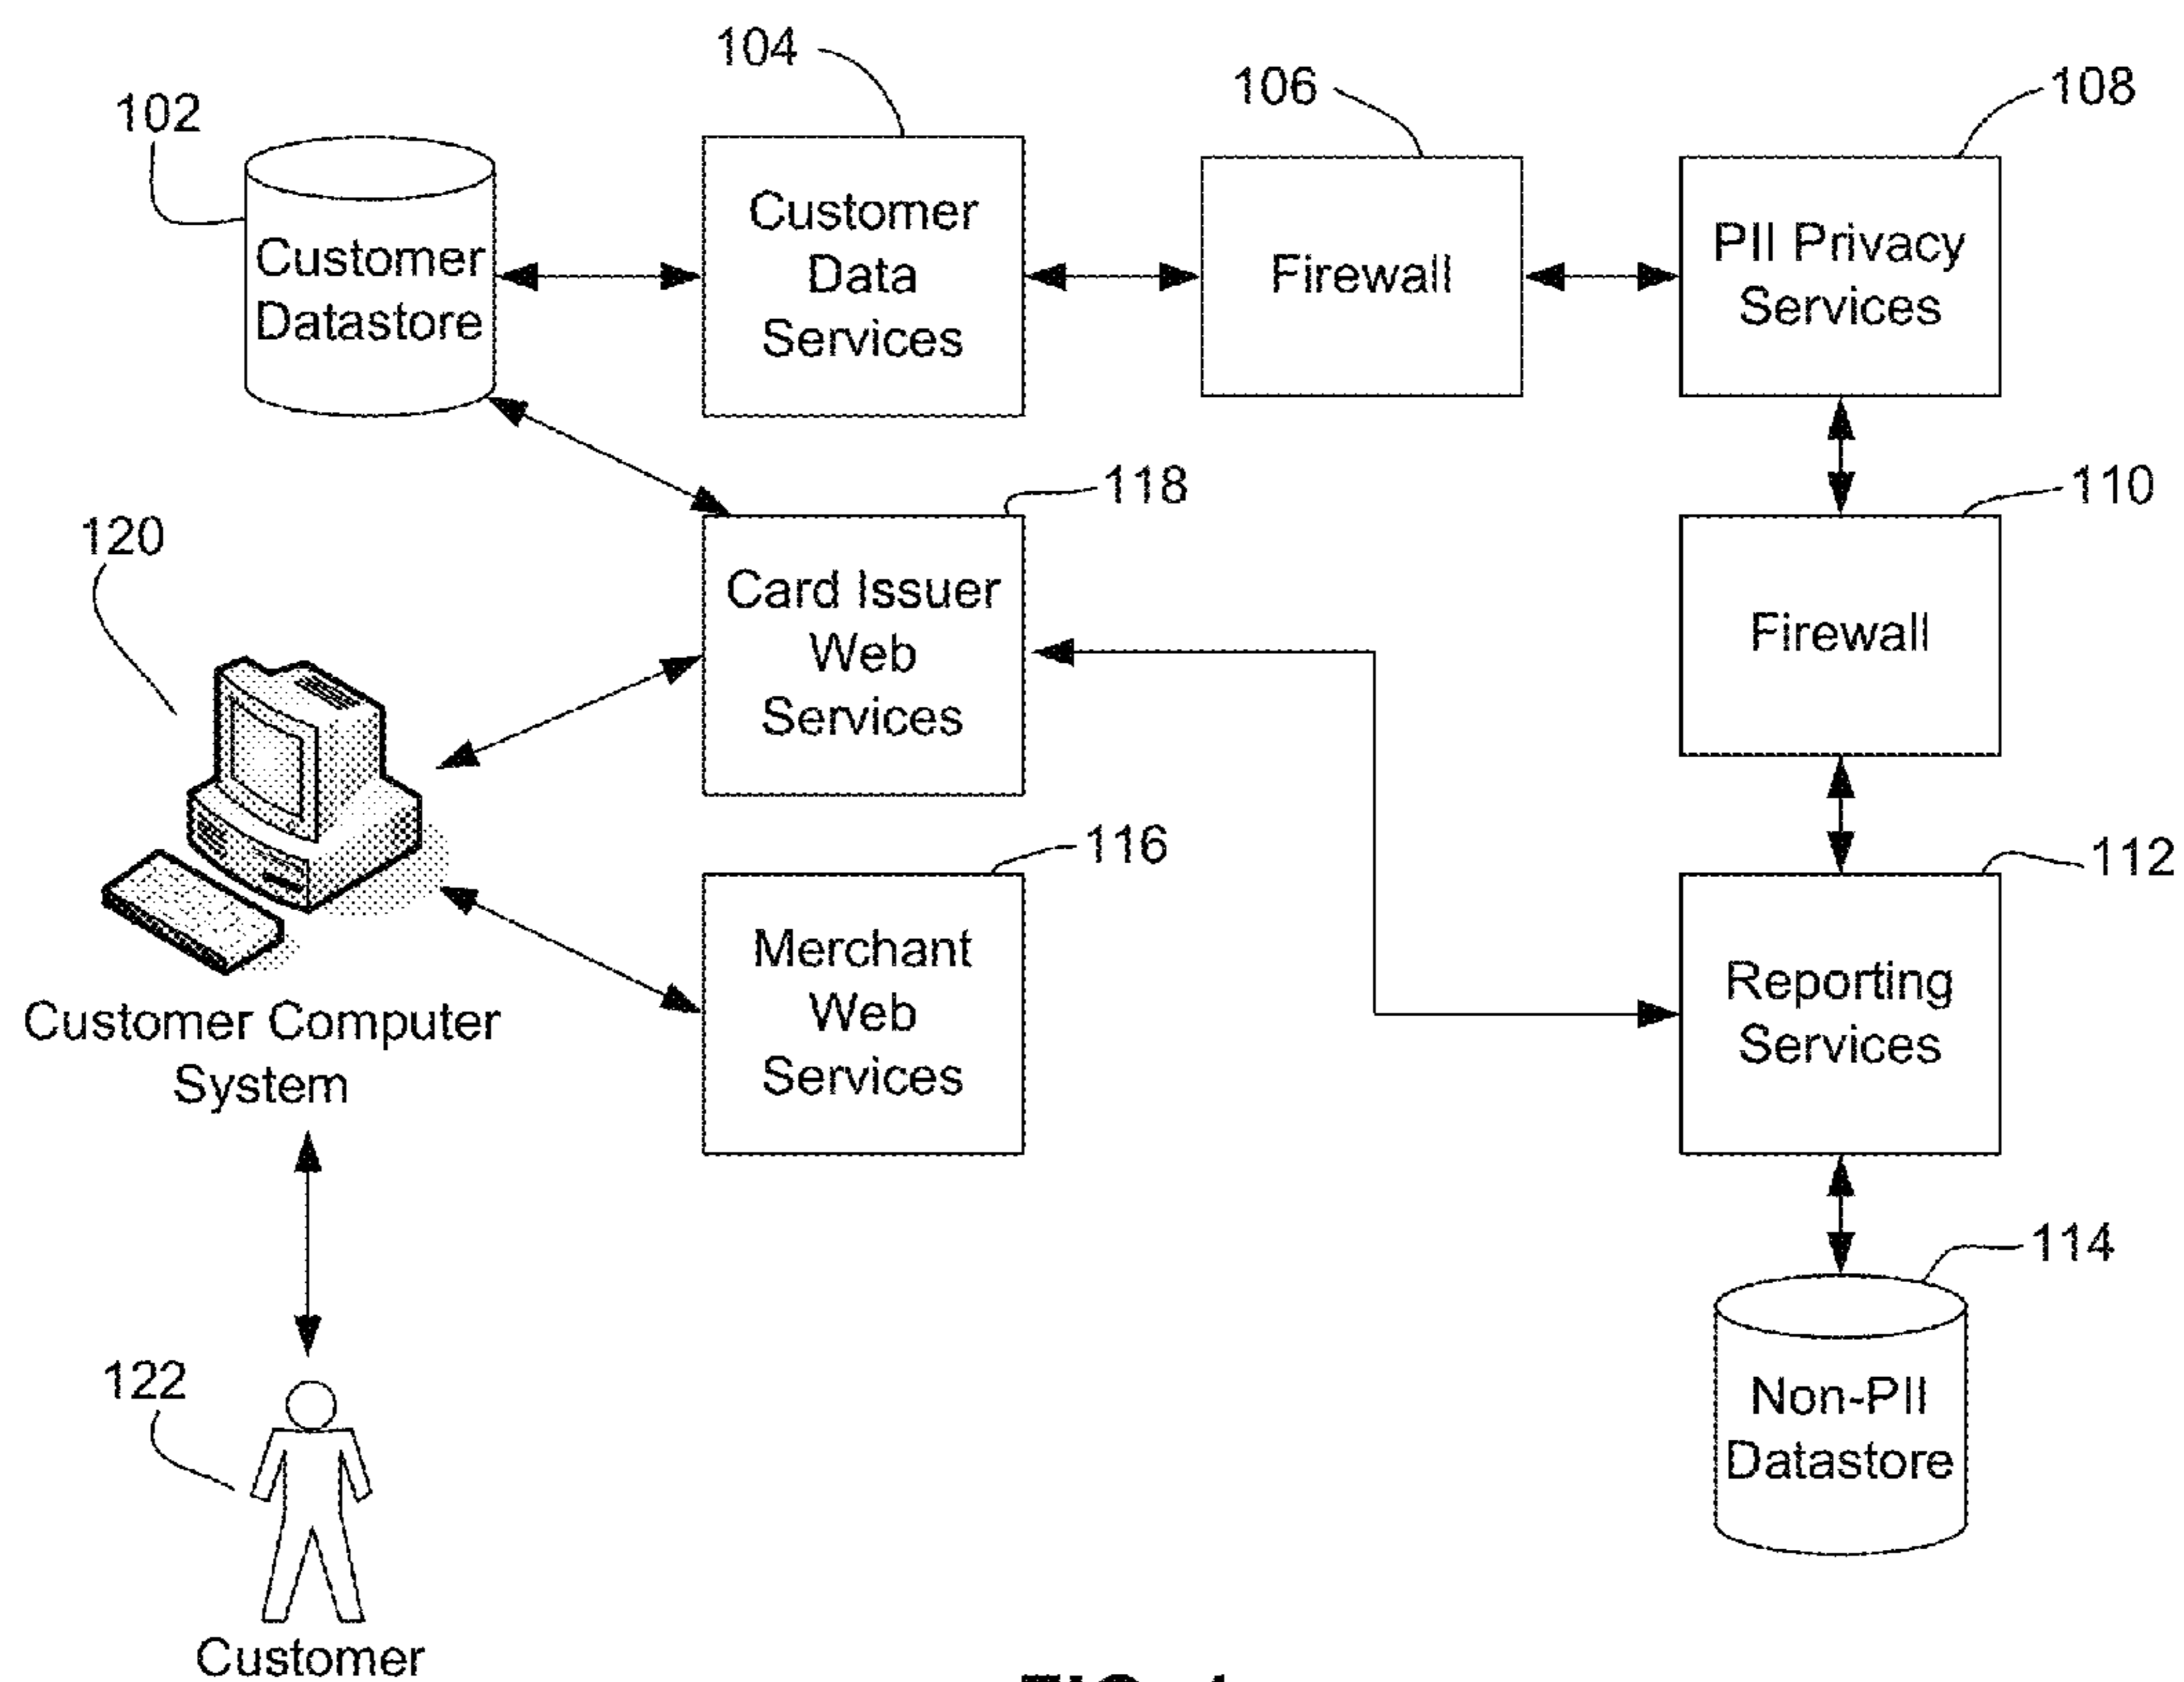 104
106
108
102
Customer
Datastore
Customer
Data
Services
Firewall
PII Privacy
Services
118
110
120
Card Issuer
Web
Services
Firewall
116
112
Merchant
Web
Services
Reporting
Services
Customer Computer
System
114
122
Non-PII
Datastore
Customer